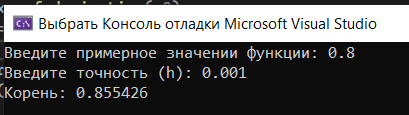 Выбрать Консоль отладки Microsoft Visual Studio
Введите примерное значении функции: 0.8
Введите точность (h): 0.001
Корень: 0.855426